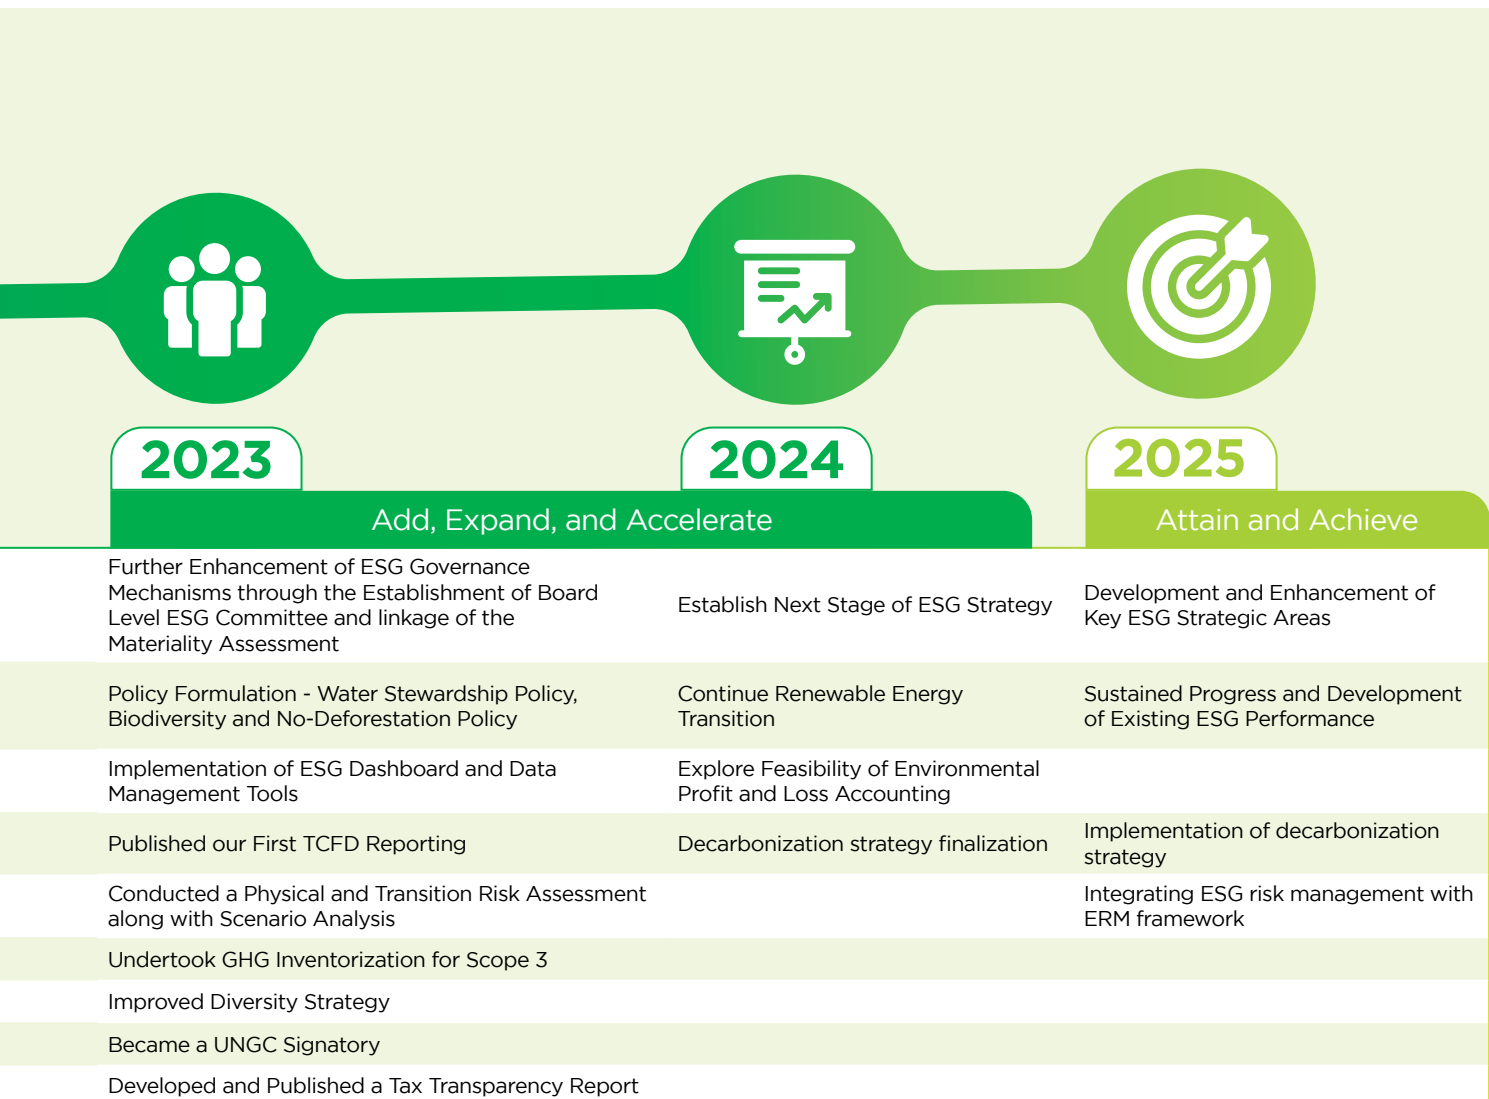 2023
2024
2025
Add, Expand, and Accelerate
Attain and Achieve
Further Enhancement of ESG Governance
Mechanisms through the Establishment of Board
Level ESG Committee and linkage of the
Materiality Assessment
Establish Next Stage of ESG Strategy
Development and Enhancement of
Key ESG Strategic Areas
Policy Formulation - Water Stewardship Policy,
Biodiversity and No-Deforestation Policy
Continue Renewable Energy
Transition
Sustained Progress and Development
of Existing ESG Performance
Implementation of ESG Dashboard and Data
Management Tools
Explore Feasibility of Environmental
Profit and Loss Accounting
Published our First TCFD Reporting
Decarbonization strategy finalization
Implementation of decarbonization
strategy
Conducted a Physical and Transition Risk Assessment
along with Scenario Analysis
Integrating ESG risk management with
ERM framework
Undertook GHG Inventorization for Scope 3
Improved Diversity Strategy
Became a UNGC Signatory
Developed and Published a Tax Transparency Report